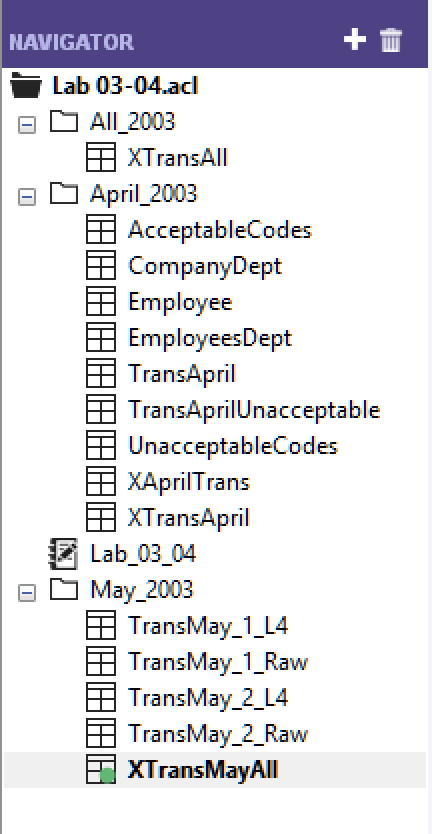 NAVIGATOR
Lab 03-04.acl
All_2003
XTransAll
April_2003
AcceptableCodes
CompanyDept
Employee
EmployeesDept
TransApril
TransAprilUnacceptable
UnacceptableCodes
XAprilTrans
XTransApril
Lab_03_04
May_2003
TransMay_1_L4
TransMay_1_Raw
TransMay_2_L4
TransMay_2_Raw
XTransMayAll